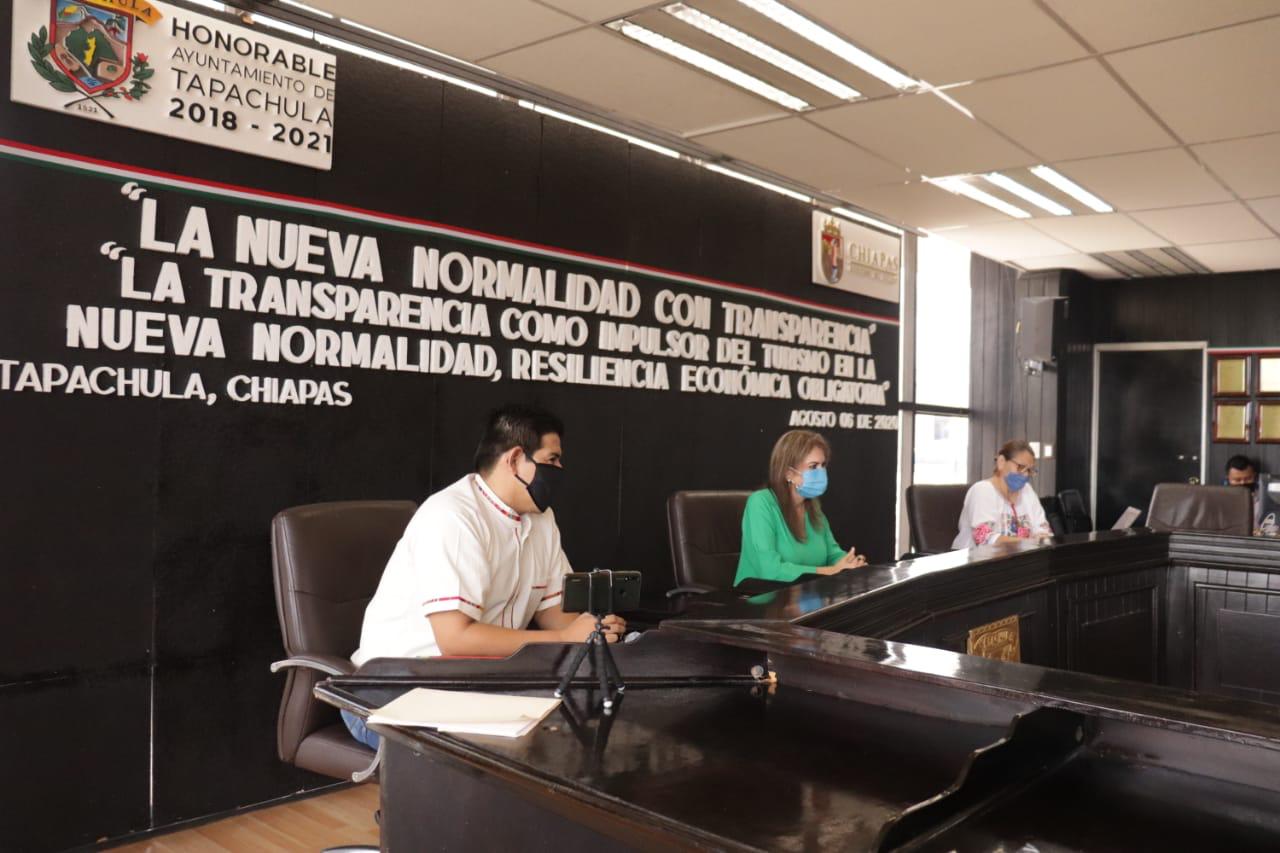 HONORABLE
AYUNTAMIENTO DE
TAPACHULA
2018 - 2021
1521
CHIAPAS
“LA NUEVA NORMALIDAD CON TRANSPARENCIA”
“LA TRANSPARENCIA COMO IMPULSOR DEL TURISMO EN LA
NUEVA NORMALIDAD, RESILIENCIA ECONÓMICA OBLIGATORIA”
TAPACHULA, CHIAPAS
AGOSTO 06 DE 2020